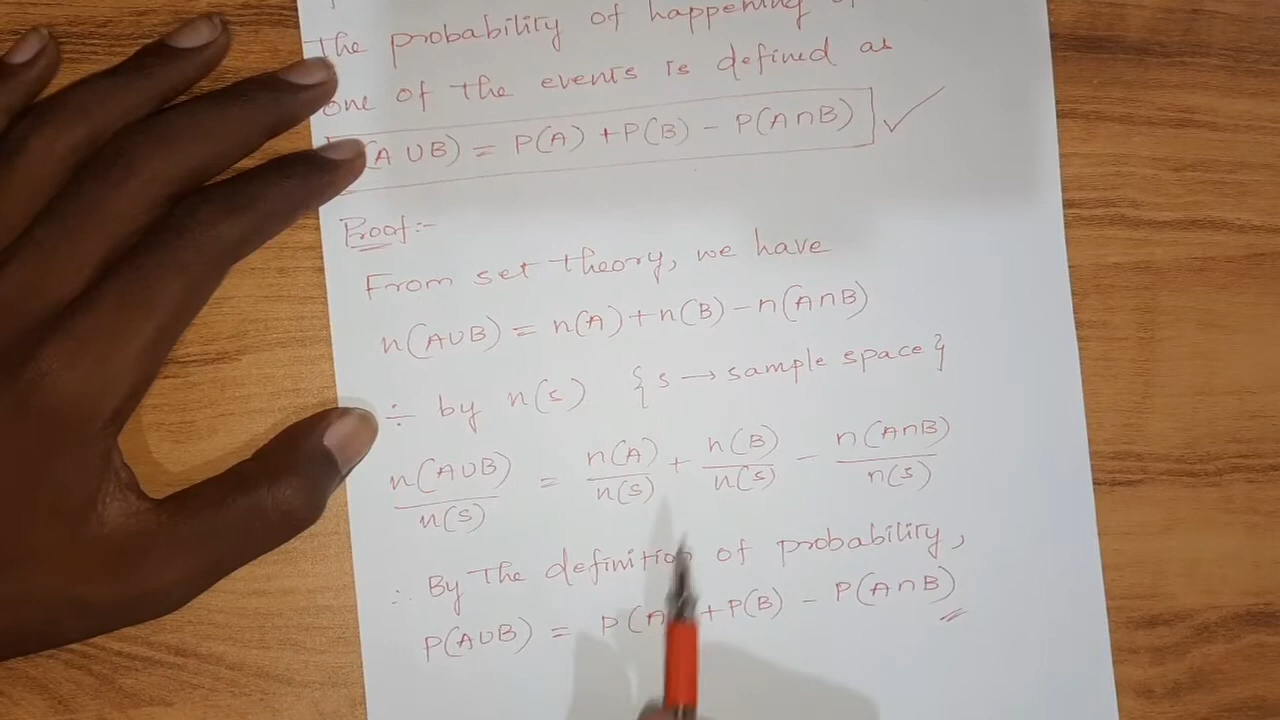 The probability of happening
one of the events is defined as
(A ∪ B) = P(A) + P(B) - P(A ∩ B) ✓
Proof:-
From set theory, we have
n(A∪B) = n(A) + n(B) - n(A∩B)
÷ by n(s) {s → sample space}
n(A∪B)/n(s) = n(A)/n(s) + n(B)/n(s) - n(A∩B)/n(s)
∴ By The definition of probability,
P(A∪B) = P(A + P(B) - P(A∩B)